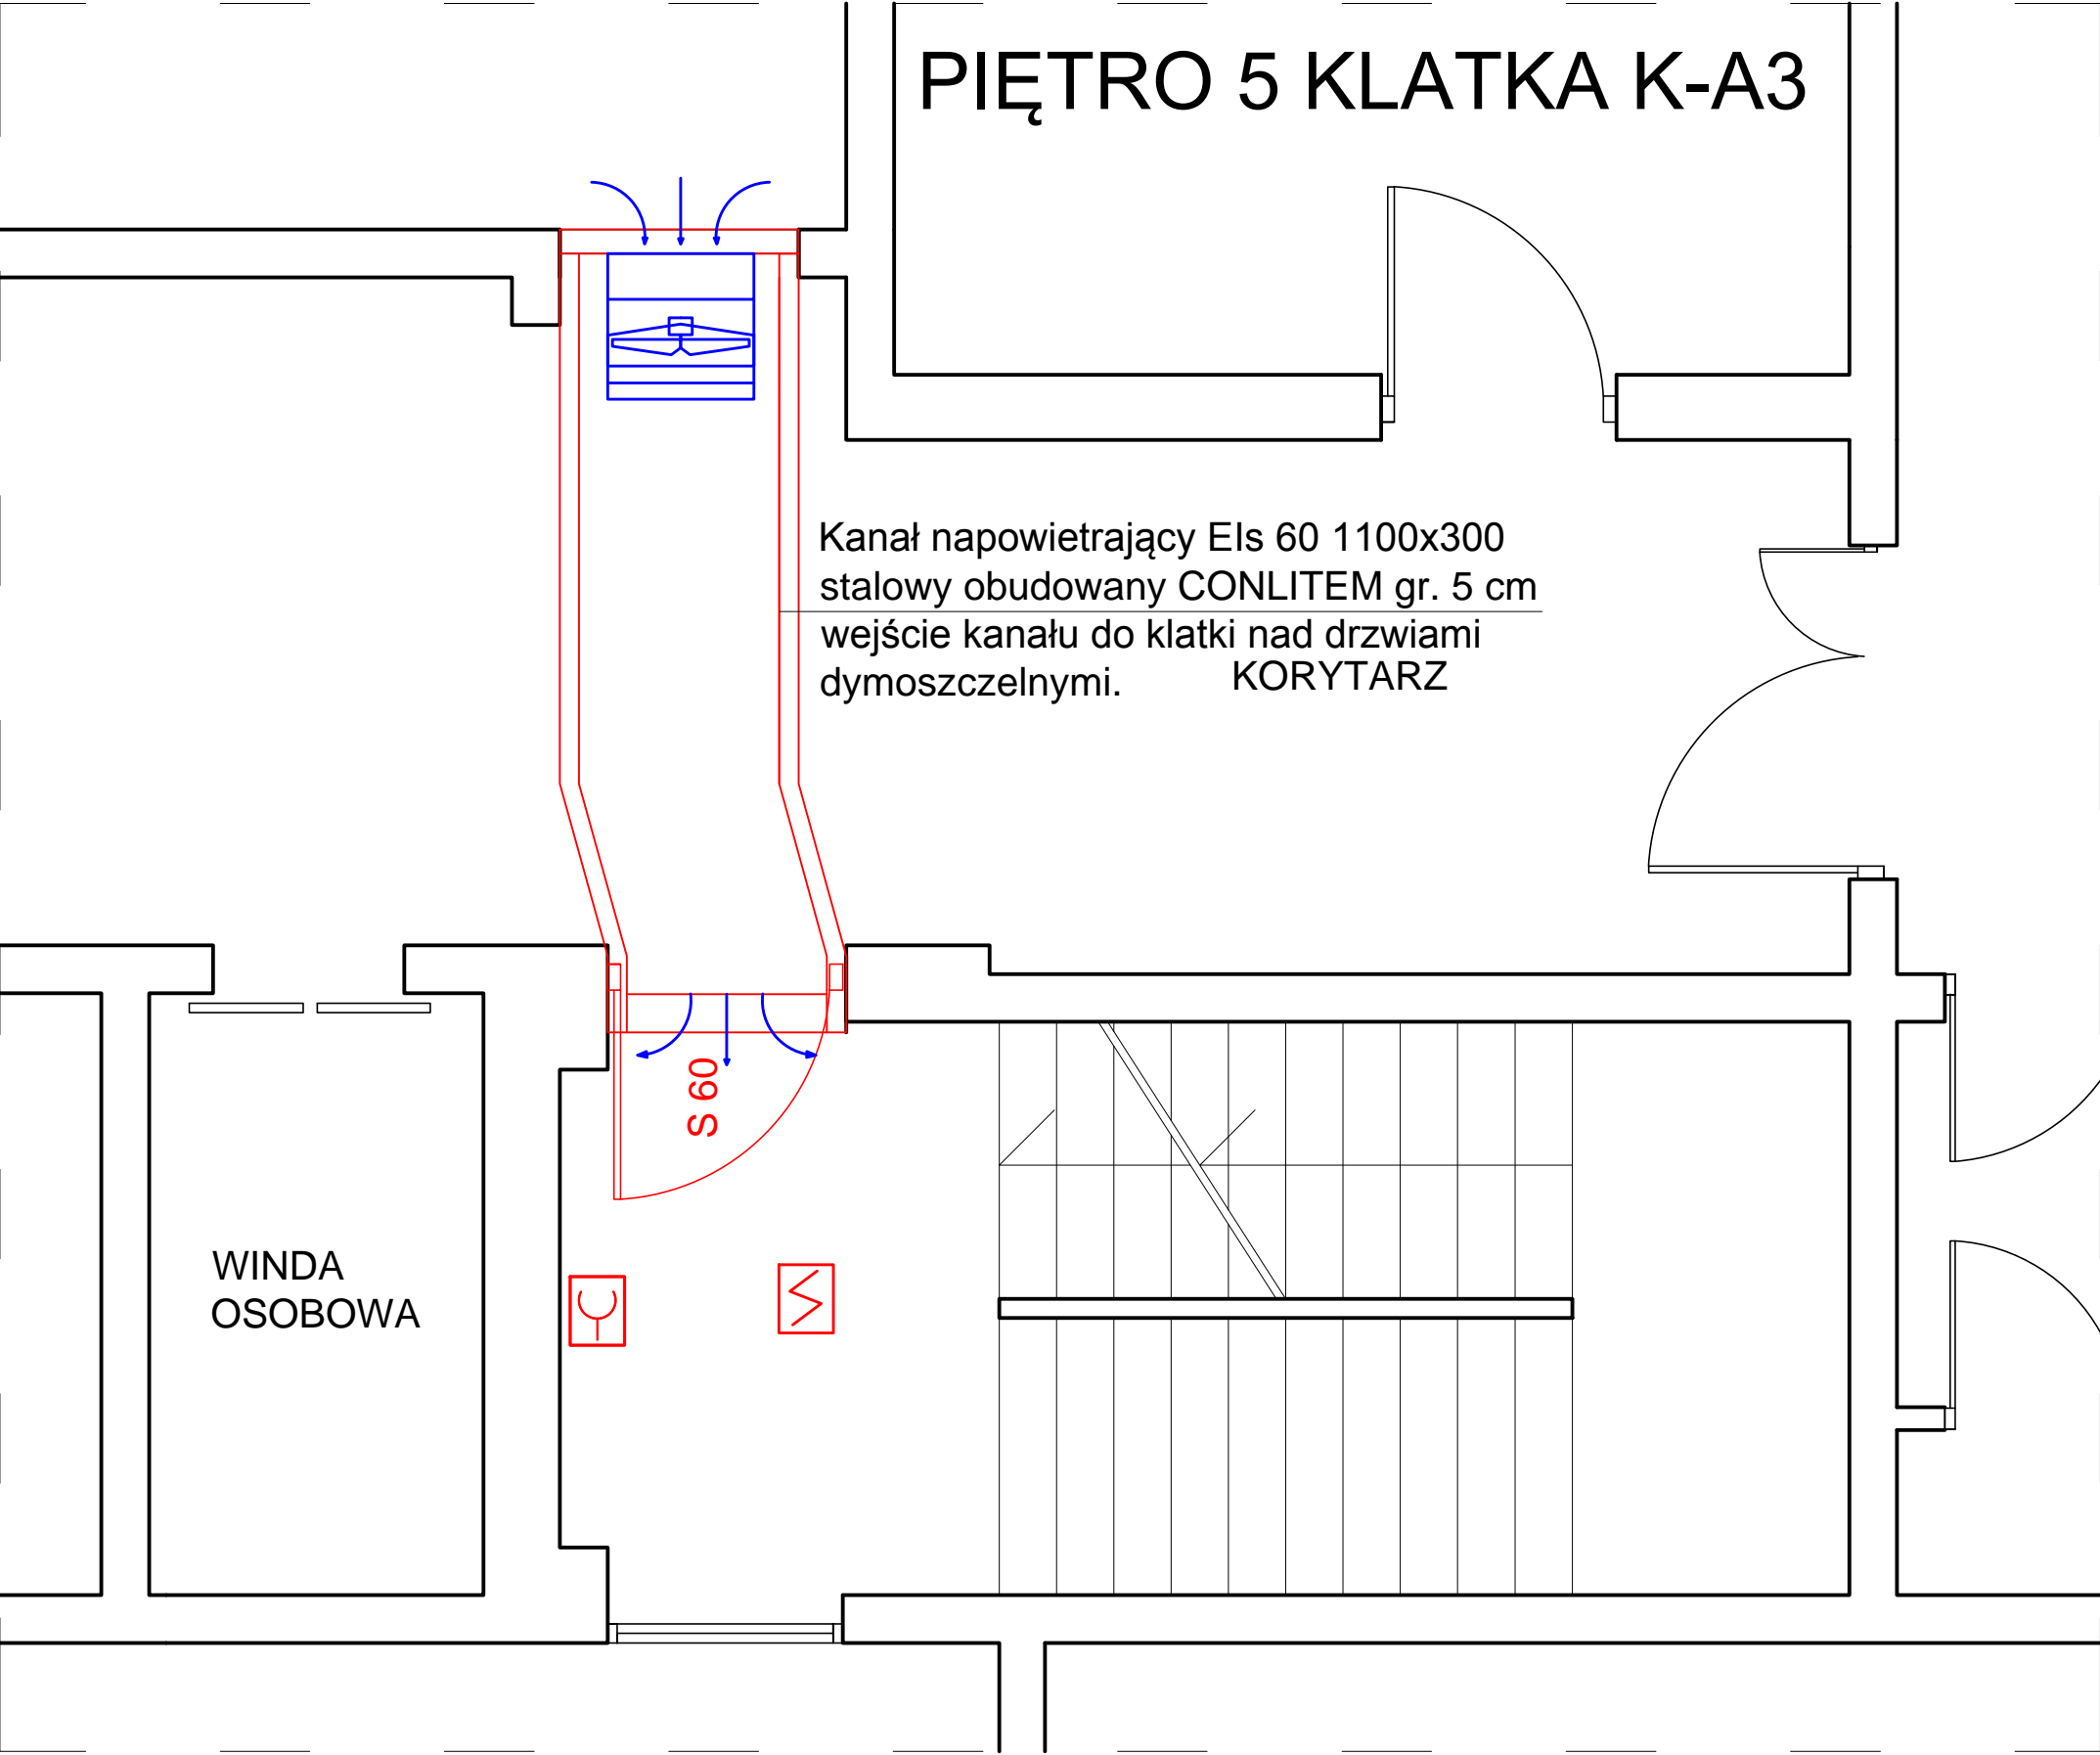 PIĘTRO 5 KLATKA K-A3
Kanał napowietrzający EIs 60 1100x300
stalowy obudowany CONLITEM gr. 5 cm
wejście kanału do klatki nad drzwiami
dymoszczelnymi.
KORYTARZ
S 60
WINDA
OSOBOWA